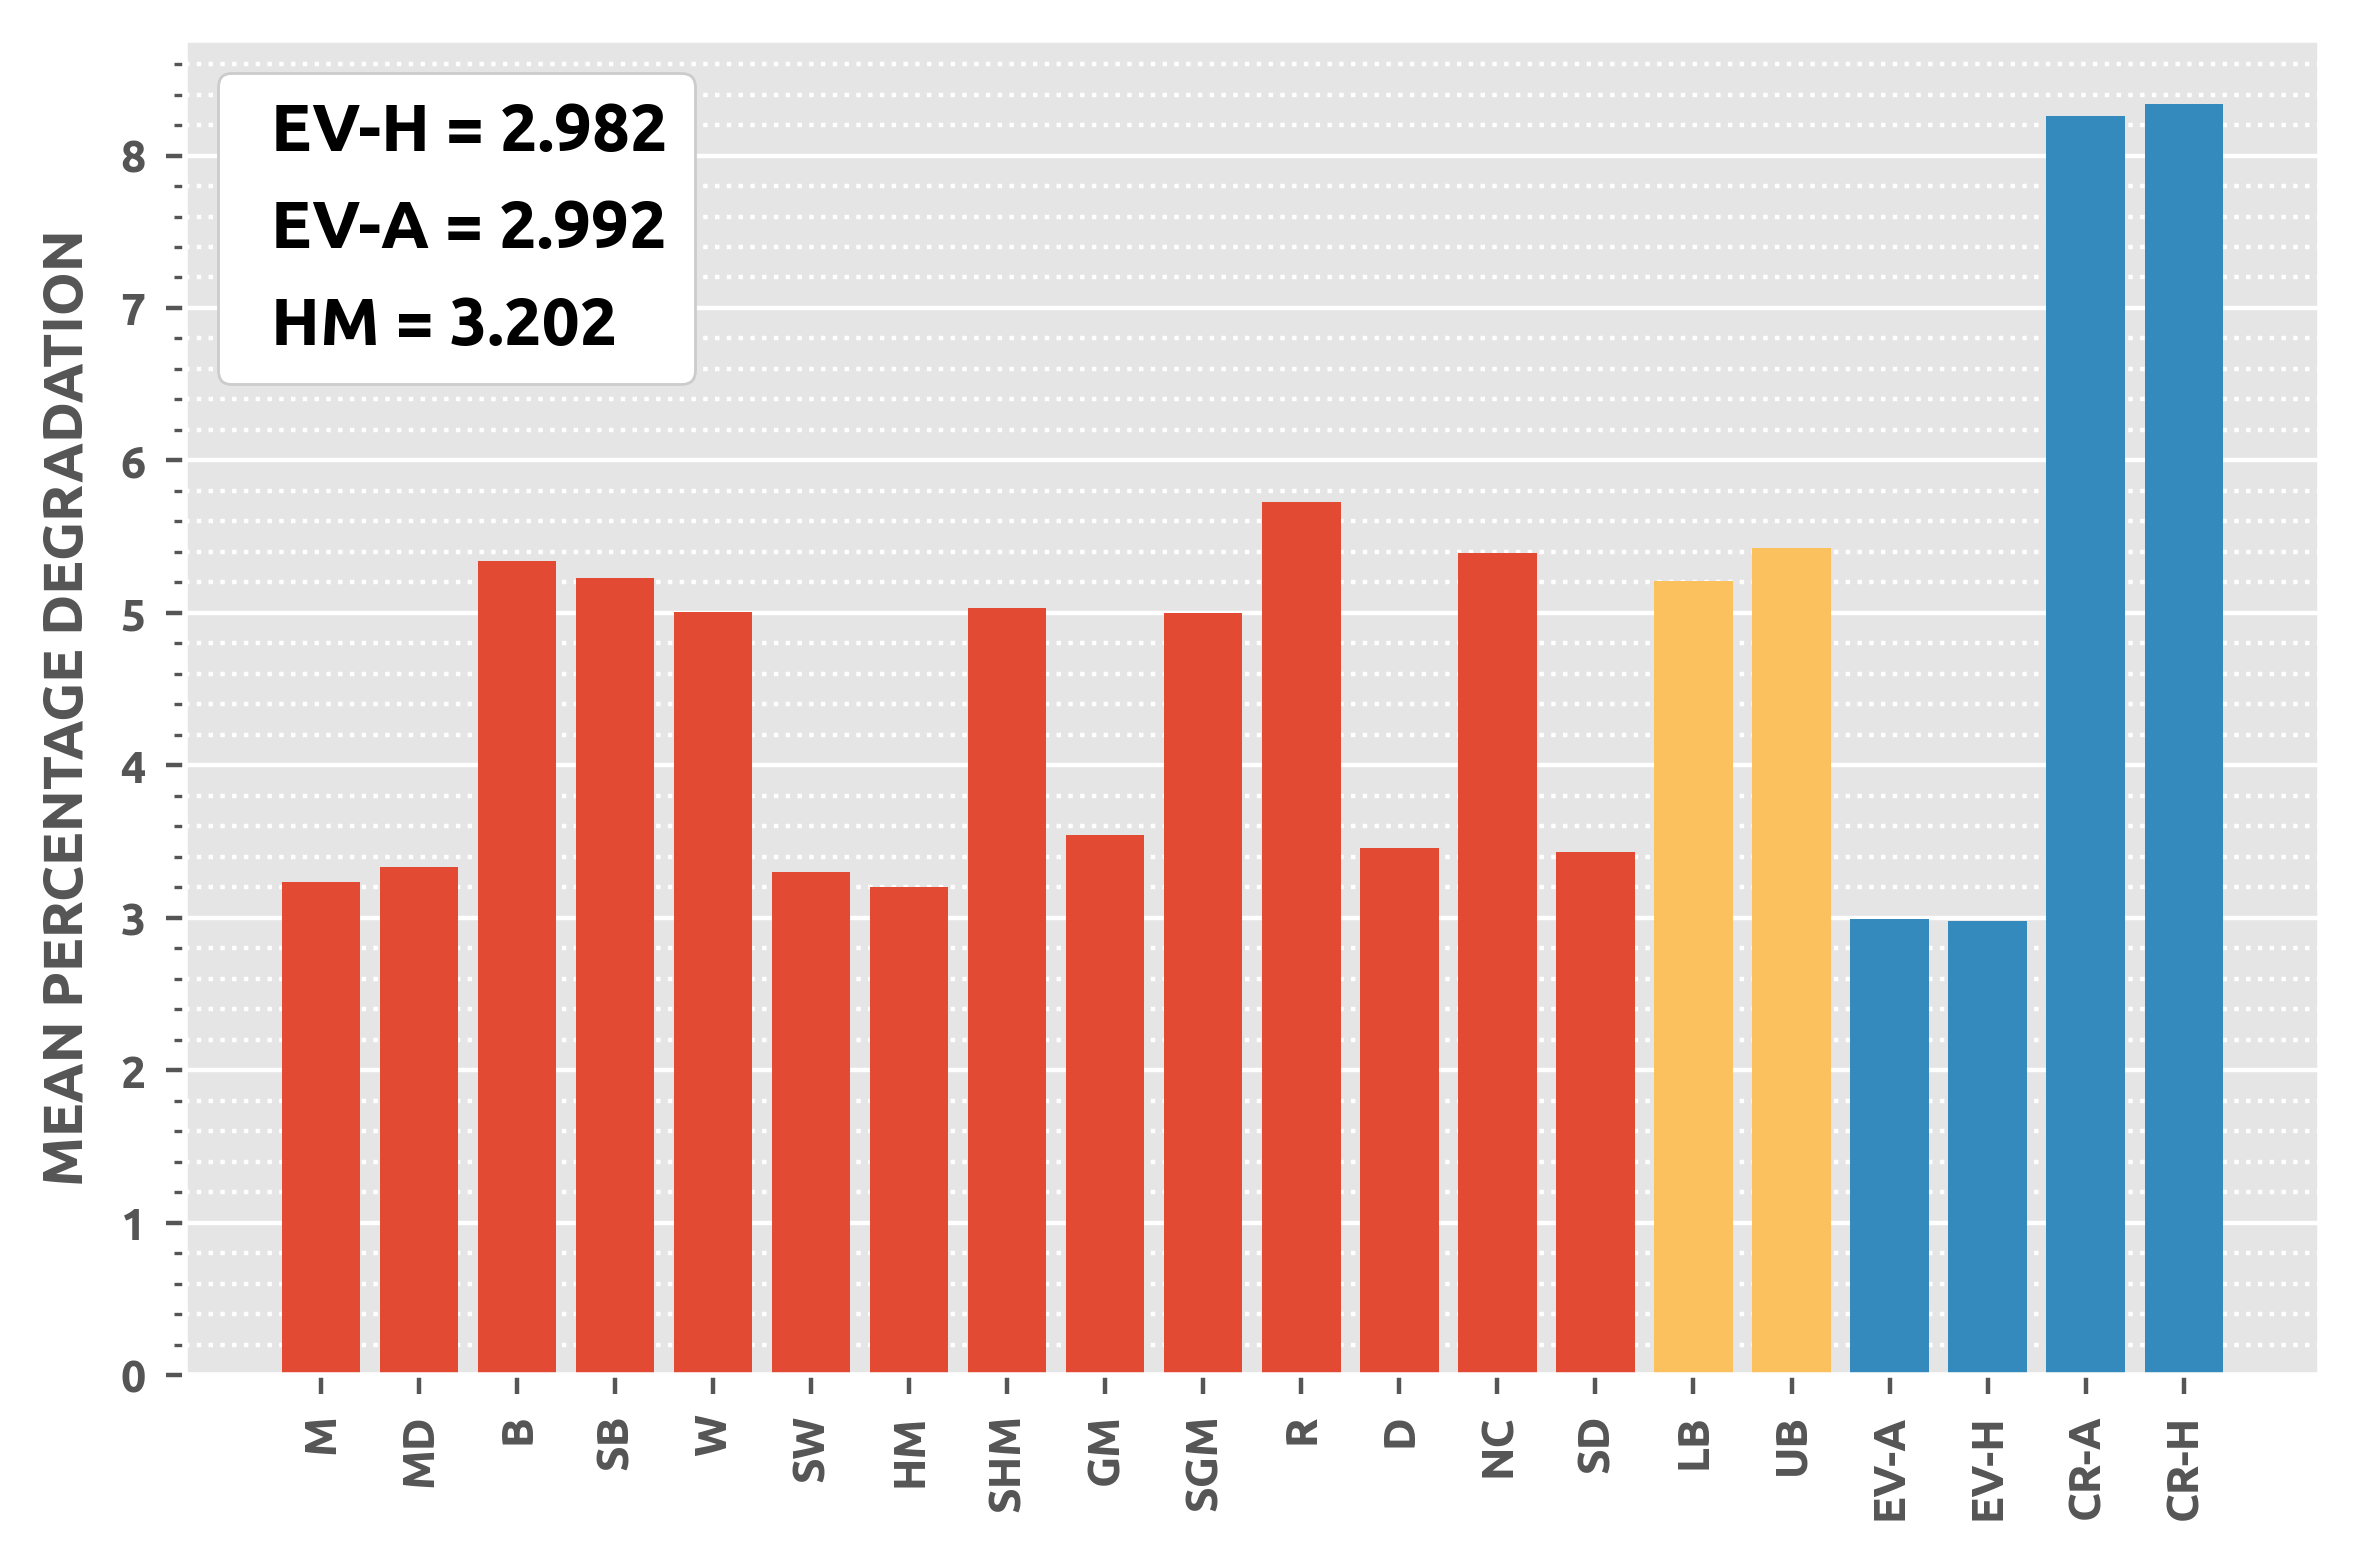 EV-H = 2.982
EV-A = 2.992
HM = 3.202
MEAN PERCENTAGE DEGRADATION
8
7
6
5
4
3
2
1
0
M
MD
B
SB
W
SW
HM
SHM
GM
SGM
R
D
NC
SD
LB
UB
EV-A
EV-H
CR-A
CR-H